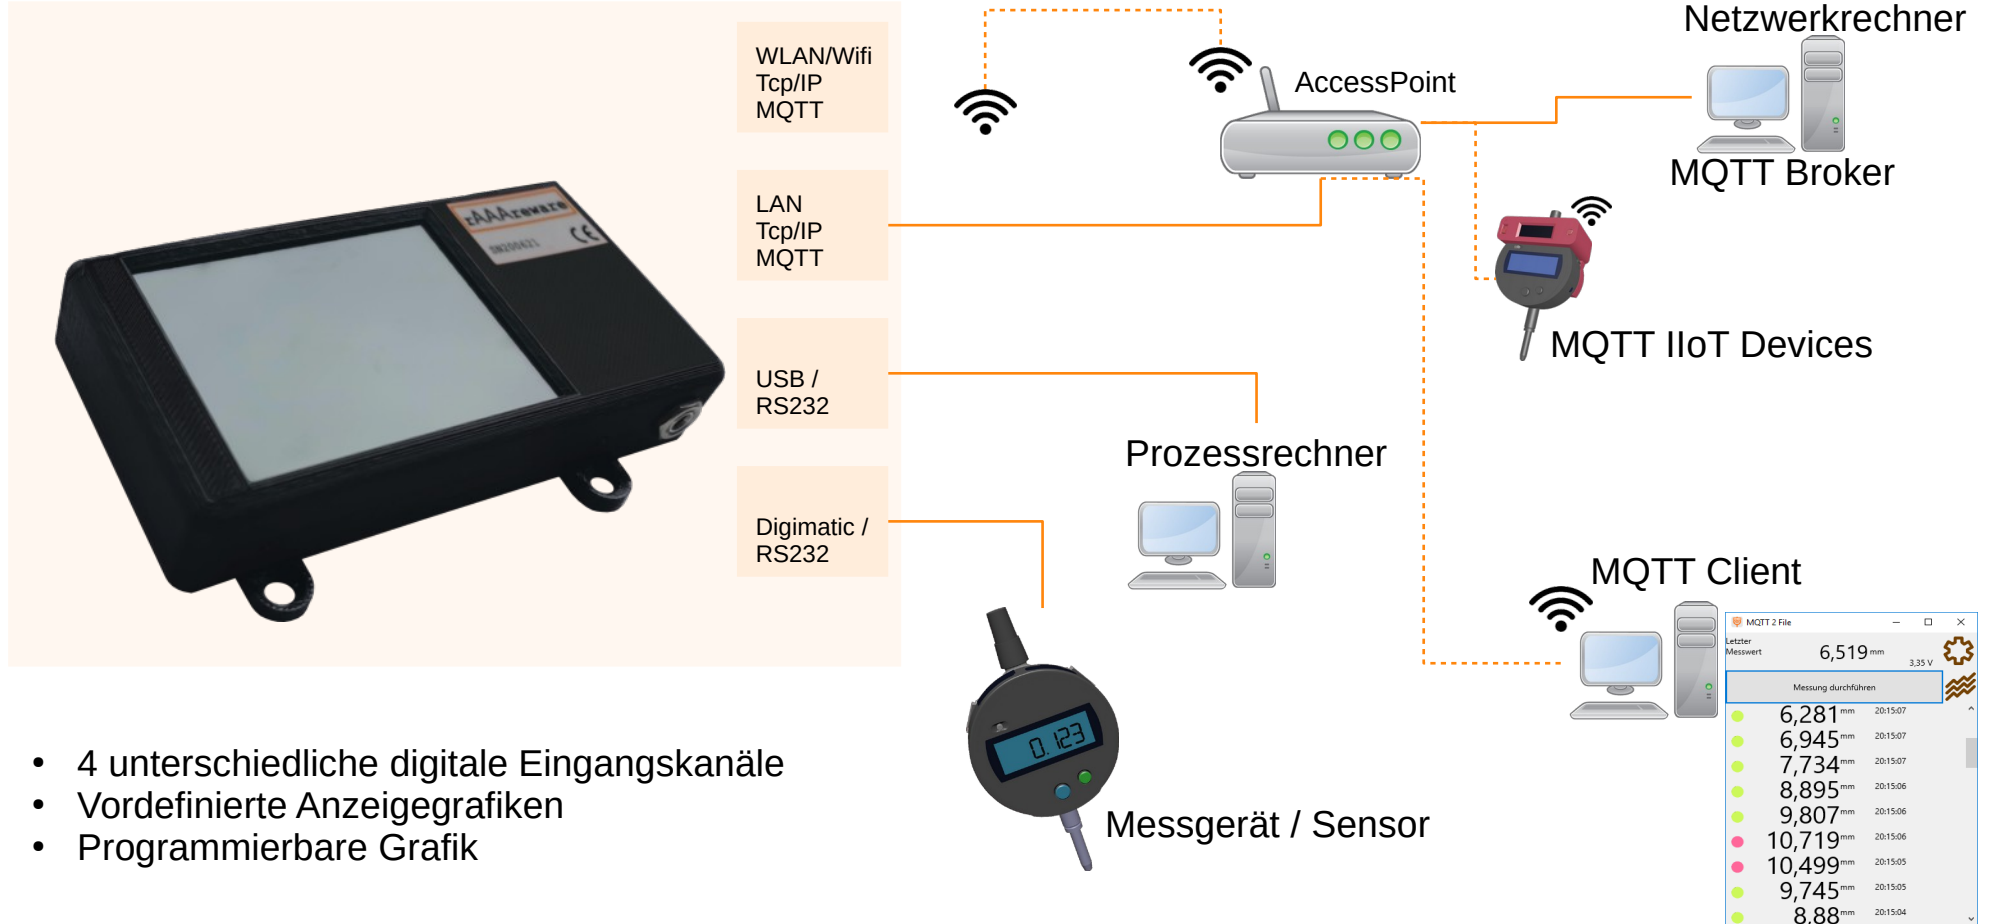 WLAN/Wifi
Tcp/IP
MQTT
LAN
Tcp/IP
MQTT
USB /
RS232
Digimatic /
RS232
rAAAreware
SN200621
CE
AccessPoint
Netzwerkrechner
MQTT Broker
MQTT IIoT Devices
Prozessrechner
MQTT Client
0.123
Messgerät / Sensor
• 4 unterschiedliche digitale Eingangskanäle
• Vordefinierte Anzeigegrafiken
• Programmierbare Grafik
MQTT 2 File
Letzter
Messwert
6,519 mm
3,35 V
Messung durchführen
6,281 mm 20:15:07
6,945 mm 20:15:07
7,734 mm 20:15:07
8,895 mm 20:15:06
9,807 mm 20:15:06
10,719 mm 20:15:06
10,499 mm 20:15:05
9,745 mm 20:15:05
8,88 mm 20:15:04